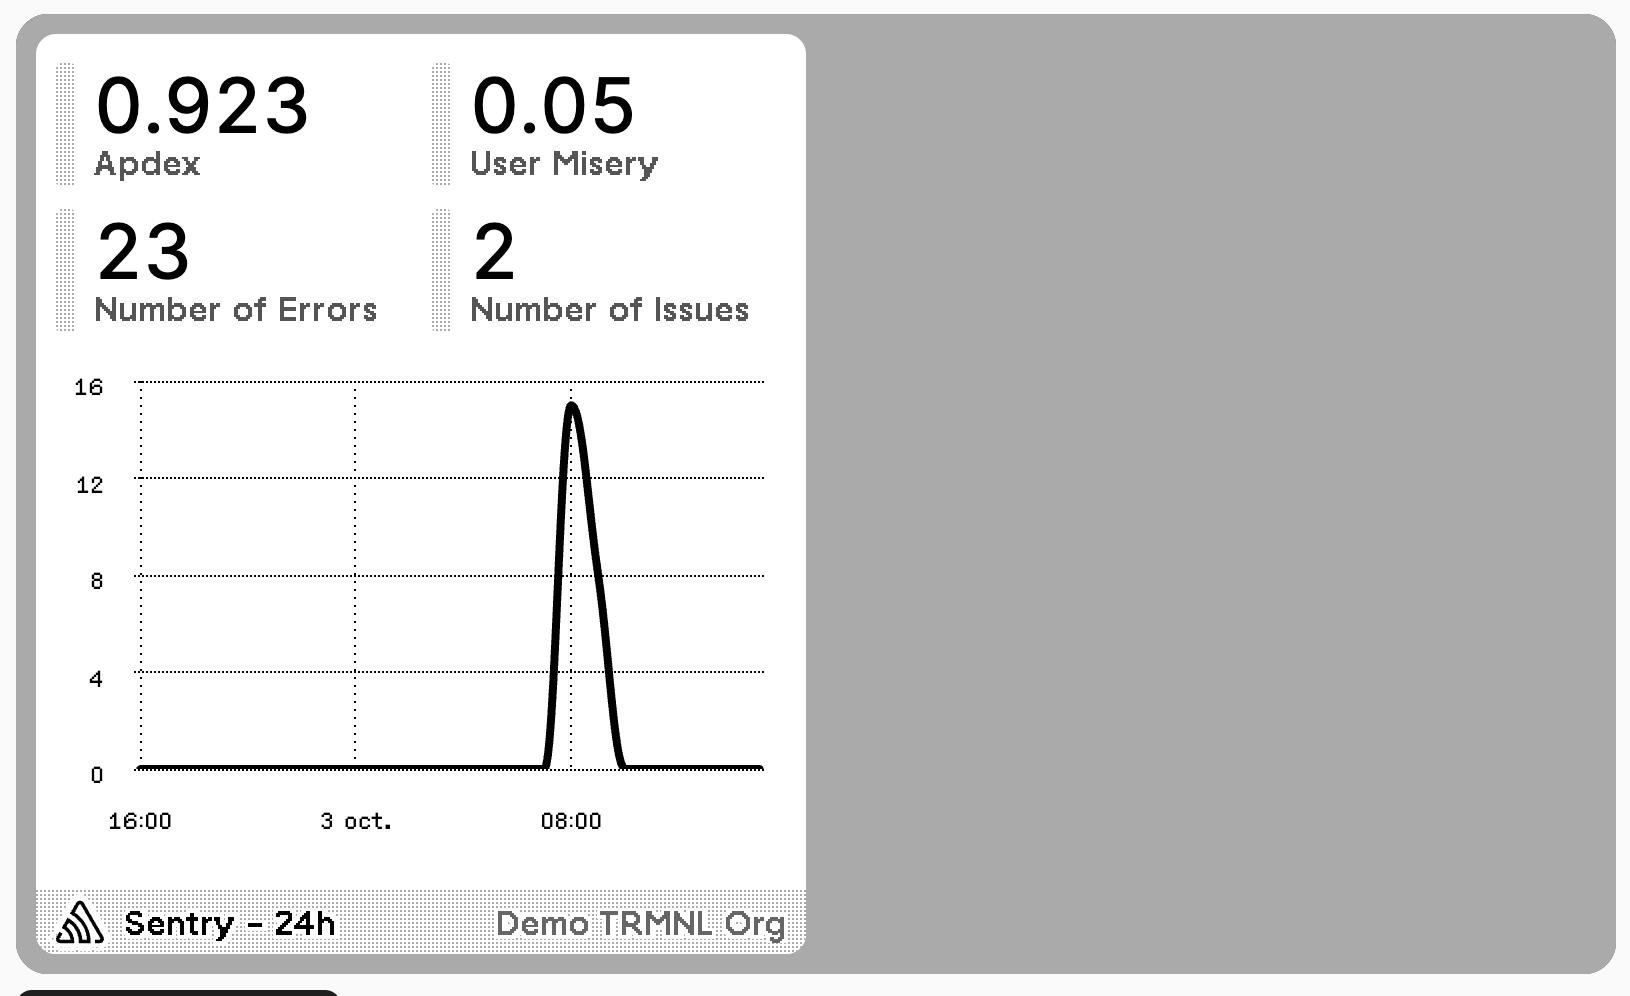 0.923
Apdex
0.05
User Misery
23
Number of Errors
2
Number of Issues
16
12
8
4
0
16:00 3 oct. 08:00
Sentry - 24h
Demo TRMNL Org